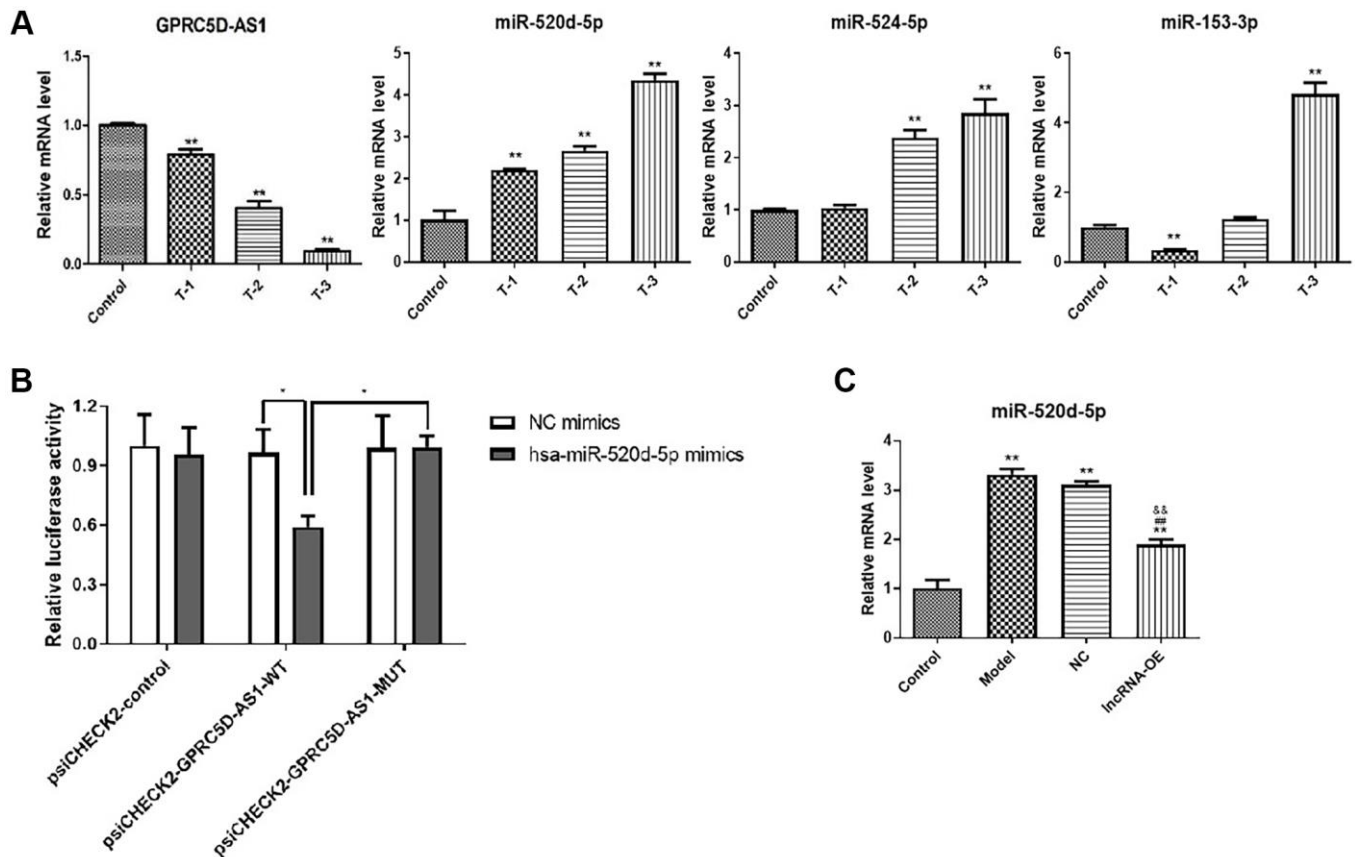 A
GPRC5D-AS1
Relative mRNA level
1.5
1.0
0.5
0.0
**
**
**
Control
T-1
T-2
T-3
miR-520d-5p
Relative mRNA level
5
4
3
2
1
0
**
**
**
Control
T-1
T-2
T-3
miR-524-5p
Relative mRNA level
4
3
2
1
0
**
**
Control
T-1
T-2
T-3
miR-153-3p
Relative mRNA level
6
4
2
0
**
**
Control
T-1
T-2
T-3
B
Relative luciferase activity
1.2
0.9
0.6
0.3
0.0
*
*
NC mimics
hsa-miR-520d-5p mimics
psiCHECK2-control
psiCHECK2-GPRC5D-AS1-WT
psiCHECK2-GPRC5D-AS1-MUT
C
miR-520d-5p
Relative mRNA level
4
3
2
1
0
**
**
&&
##
**
Control
Model
NC
lncRNA-OE